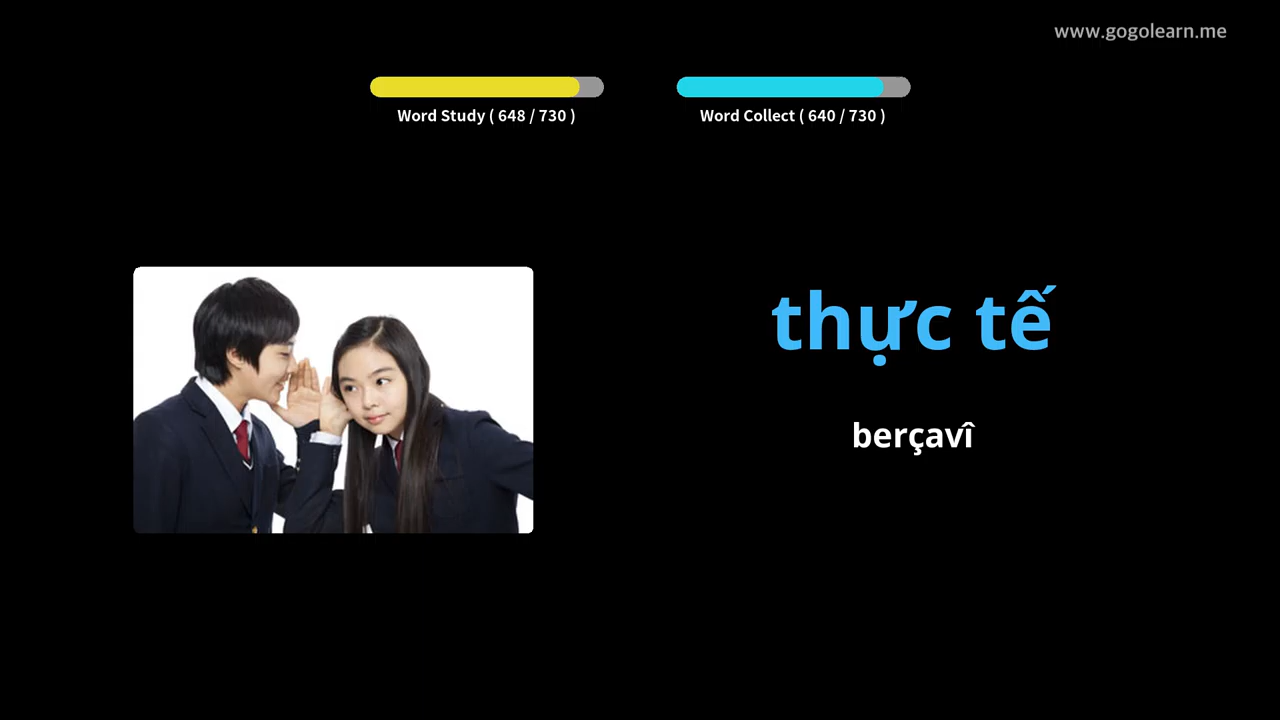 www.gogolearn.me
Word Study ( 648 / 730 )
Word Collect ( 640 / 730 )
thực tế
berçavî